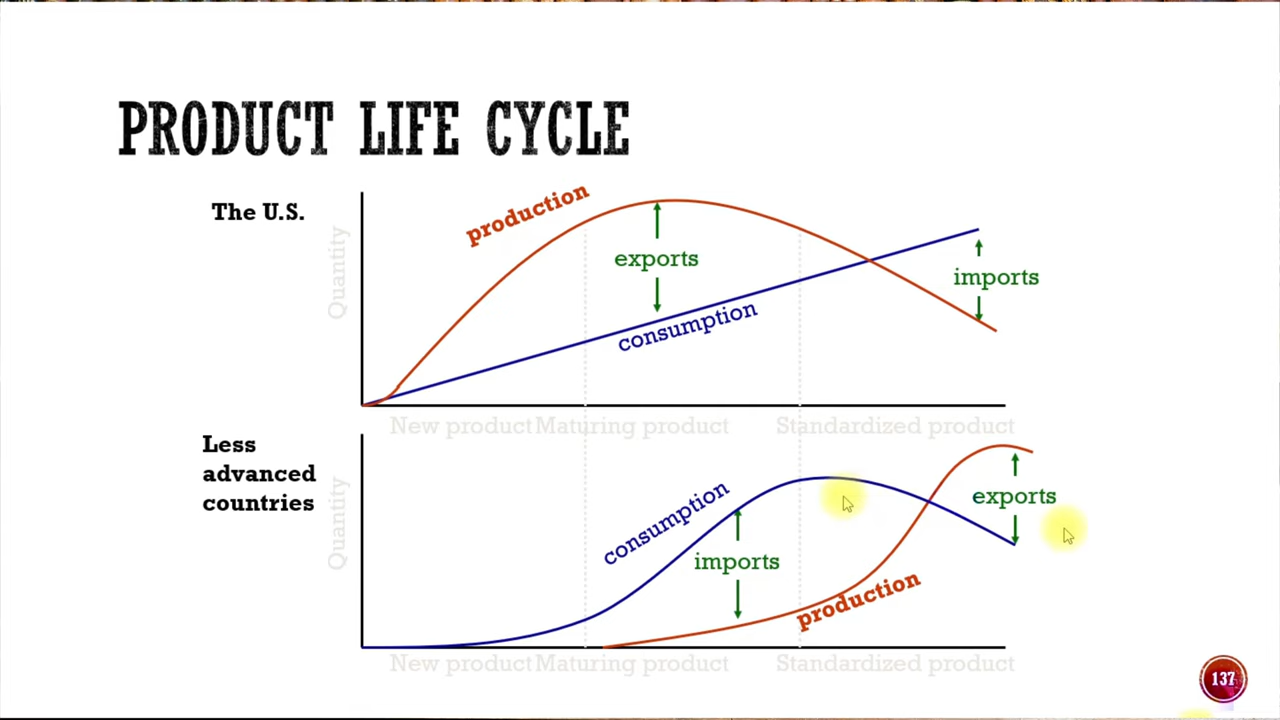 PRODUCT LIFE CYCLE
The U.S.
Quantity
production
exports
consumption
imports
New product Maturing product Standardized product
Less
advanced
countries
Quantity
consumption
imports
production
exports
New product Maturing product Standardized product
137